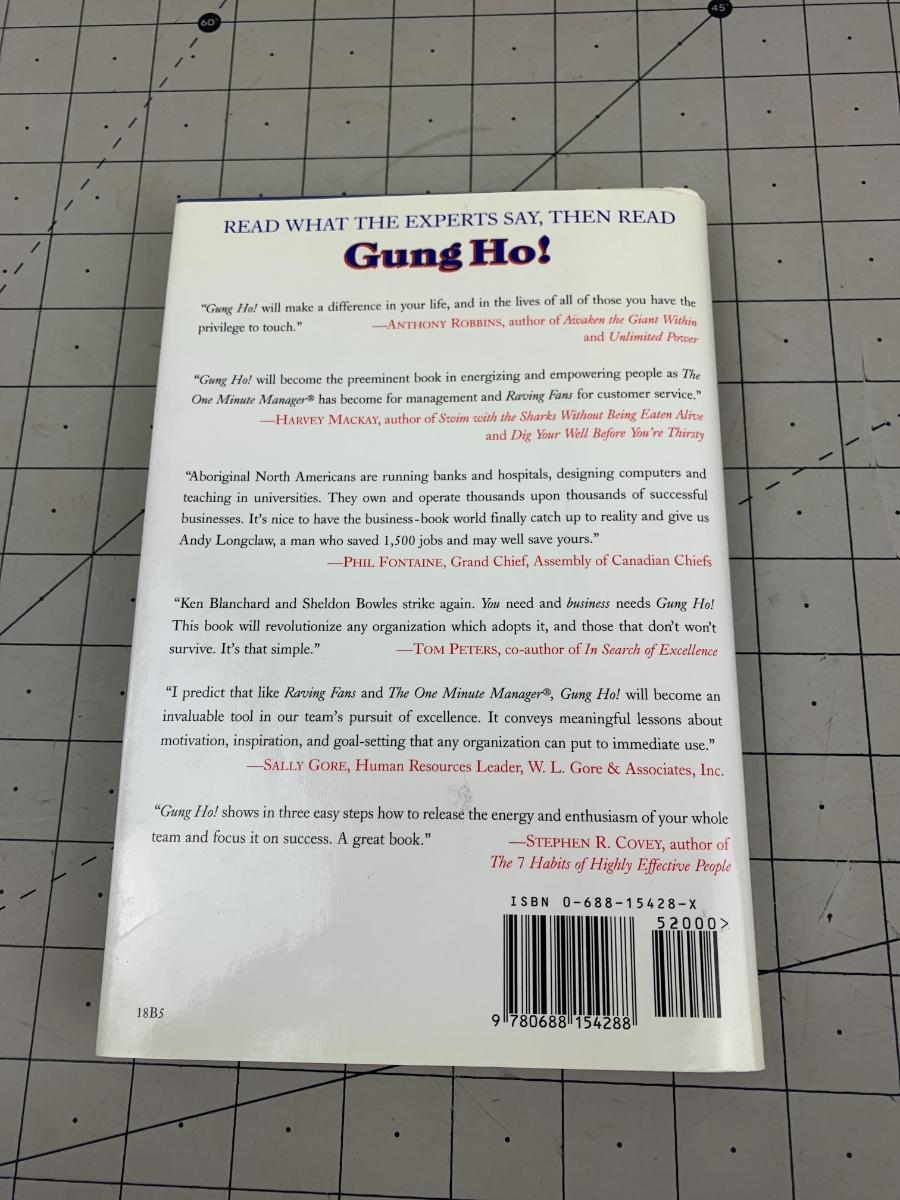 60°
45°
READ WHAT THE EXPERTS SAY, THEN READ
Gung Ho!
“Gung Ho! will make a difference in your life, and in the lives of all of those you have the
privilege to touch.” —ANTHONY ROBBINS, author of Awaken the Giant Within
and Unlimited Power
“Gung Ho! will become the preeminent book in energizing and empowering people as The
One Minute Manager® has become for management and Raving Fans for customer service.”
—HARVEY MACKAY, author of Swim with the Sharks Without Being Eaten Alive
and Dig Your Well Before You’re Thirsty
“Aboriginal North Americans are running banks and hospitals, designing computers and
teaching in universities. They own and operate thousands upon thousands of successful
businesses. It’s nice to have the business-book world finally catch up to reality and give us
Andy Longclaw, a man who saved 1,500 jobs and may well save yours.”
—PHIL FONTAINE, Grand Chief, Assembly of Canadian Chiefs
“Ken Blanchard and Sheldon Bowles strike again. You need and business needs Gung Ho!
This book will revolutionize any organization which adopts it, and those that don’t won’t
survive. It’s that simple.” —TOM PETERS, co-author of In Search of Excellence
“I predict that like Raving Fans and The One Minute Manager®, Gung Ho! will become an
invaluable tool in our team’s pursuit of excellence. It conveys meaningful lessons about
motivation, inspiration, and goal-setting that any organization can put to immediate use.”
—SALLY GORE, Human Resources Leader, W. L. Gore & Associates, Inc.
“Gung Ho! shows in three easy steps how to release the energy and enthusiasm of your whole
team and focus it on success. A great book.” —STEPHEN R. COVEY, author of
The 7 Habits of Highly Effective People
ISBN 0-688-15428-X
52000>
9 780688 154288
18B5